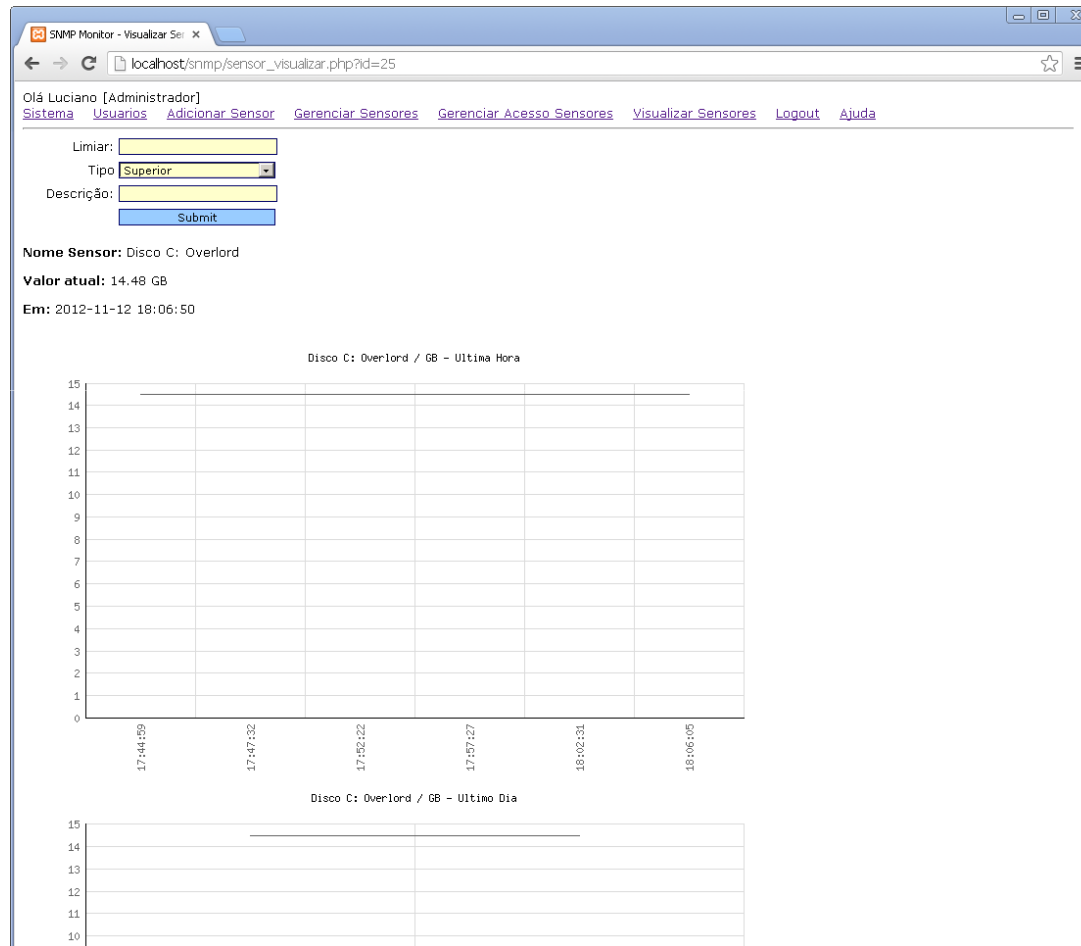 SNMP Monitor - Visualizar Ser
localhost/snmp/sensor_visualizar.php?id=25
Olá Luciano [Administrador]
Sistema Usuarios Adicionar Sensor Gerenciar Sensores Gerenciar Acesso Sensores Visualizar Sensores Logout Ajuda
Limiar:
Tipo Superior
Descrição:
Submit
Nome Sensor: Disco C: Overlord
Valor atual: 14.48 GB
Em: 2012-11-12 18:06:50
Disco C: Overlord / GB - Ultima Hora
15
14
13
12
11
10
9
8
7
6
5
4
3
2
1
0
17:44:59
17:47:32
17:52:22
17:57:27
18:02:31
18:06:05
Disco C: Overlord / GB - Ultimo Dia
15
14
13
12
11
10